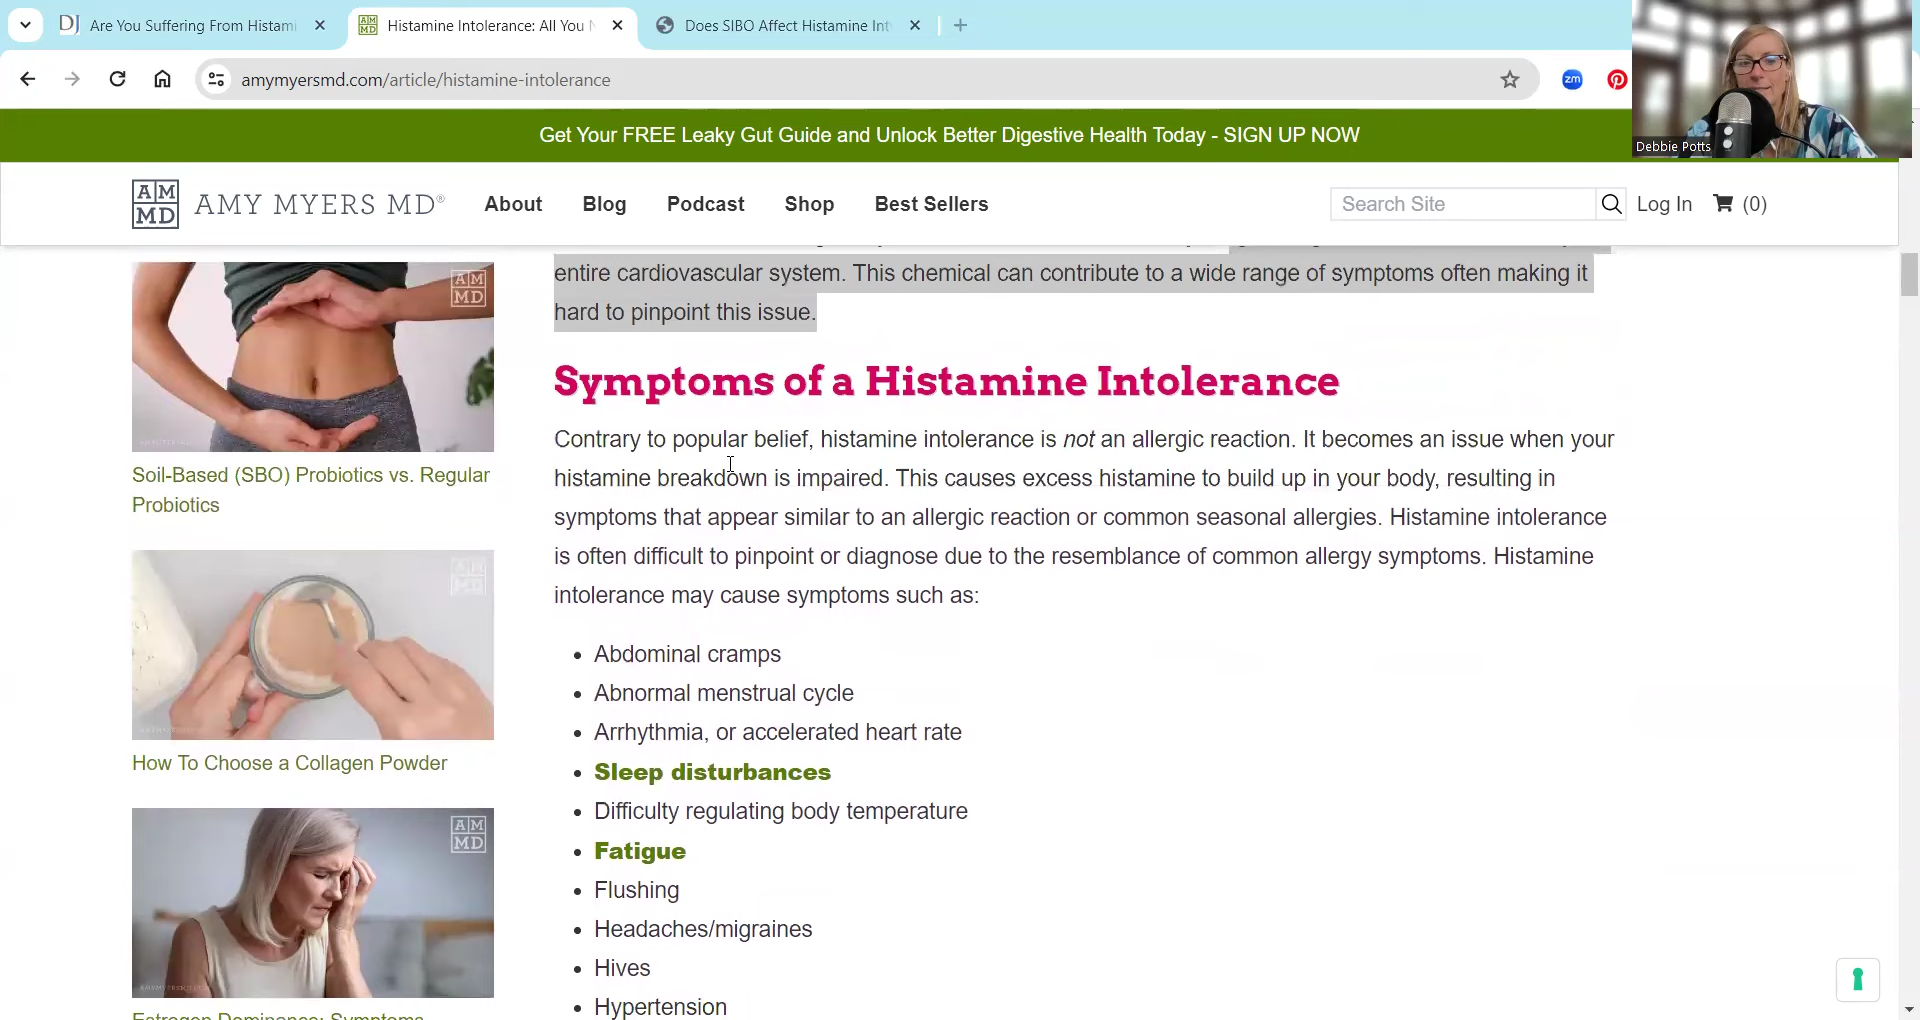 Are You Suffering From Histami
Histamine Intolerance: All You
Does SIBO Affect Histamine Int
amymyersmd.com/article/histamine-intolerance
zm
Debbie Potts
Get Your FREE Leaky Gut Guide and Unlock Better Digestive Health Today - SIGN UP NOW
AM
MD
AMY MYERS MD®
About
Blog
Podcast
Shop
Best Sellers
Search Site
Log In
(0)
entire cardiovascular system. This chemical can contribute to a wide range of symptoms often making it
hard to pinpoint this issue.
Symptoms of a Histamine Intolerance
Contrary to popular belief, histamine intolerance is not an allergic reaction. It becomes an issue when your
histamine breakdown is impaired. This causes excess histamine to build up in your body, resulting in
symptoms that appear similar to an allergic reaction or common seasonal allergies. Histamine intolerance
is often difficult to pinpoint or diagnose due to the resemblance of common allergy symptoms. Histamine
intolerance may cause symptoms such as:
• Abdominal cramps
• Abnormal menstrual cycle
• Arrhythmia, or accelerated heart rate
• Sleep disturbances
• Difficulty regulating body temperature
• Fatigue
• Flushing
• Headaches/migraines
• Hives
• Hypertension
AM
MD
Soil-Based (SBO) Probiotics vs. Regular
Probiotics
AM
MD
How To Choose a Collagen Powder
AM
MD
Estrogen Dominance: Symptoms